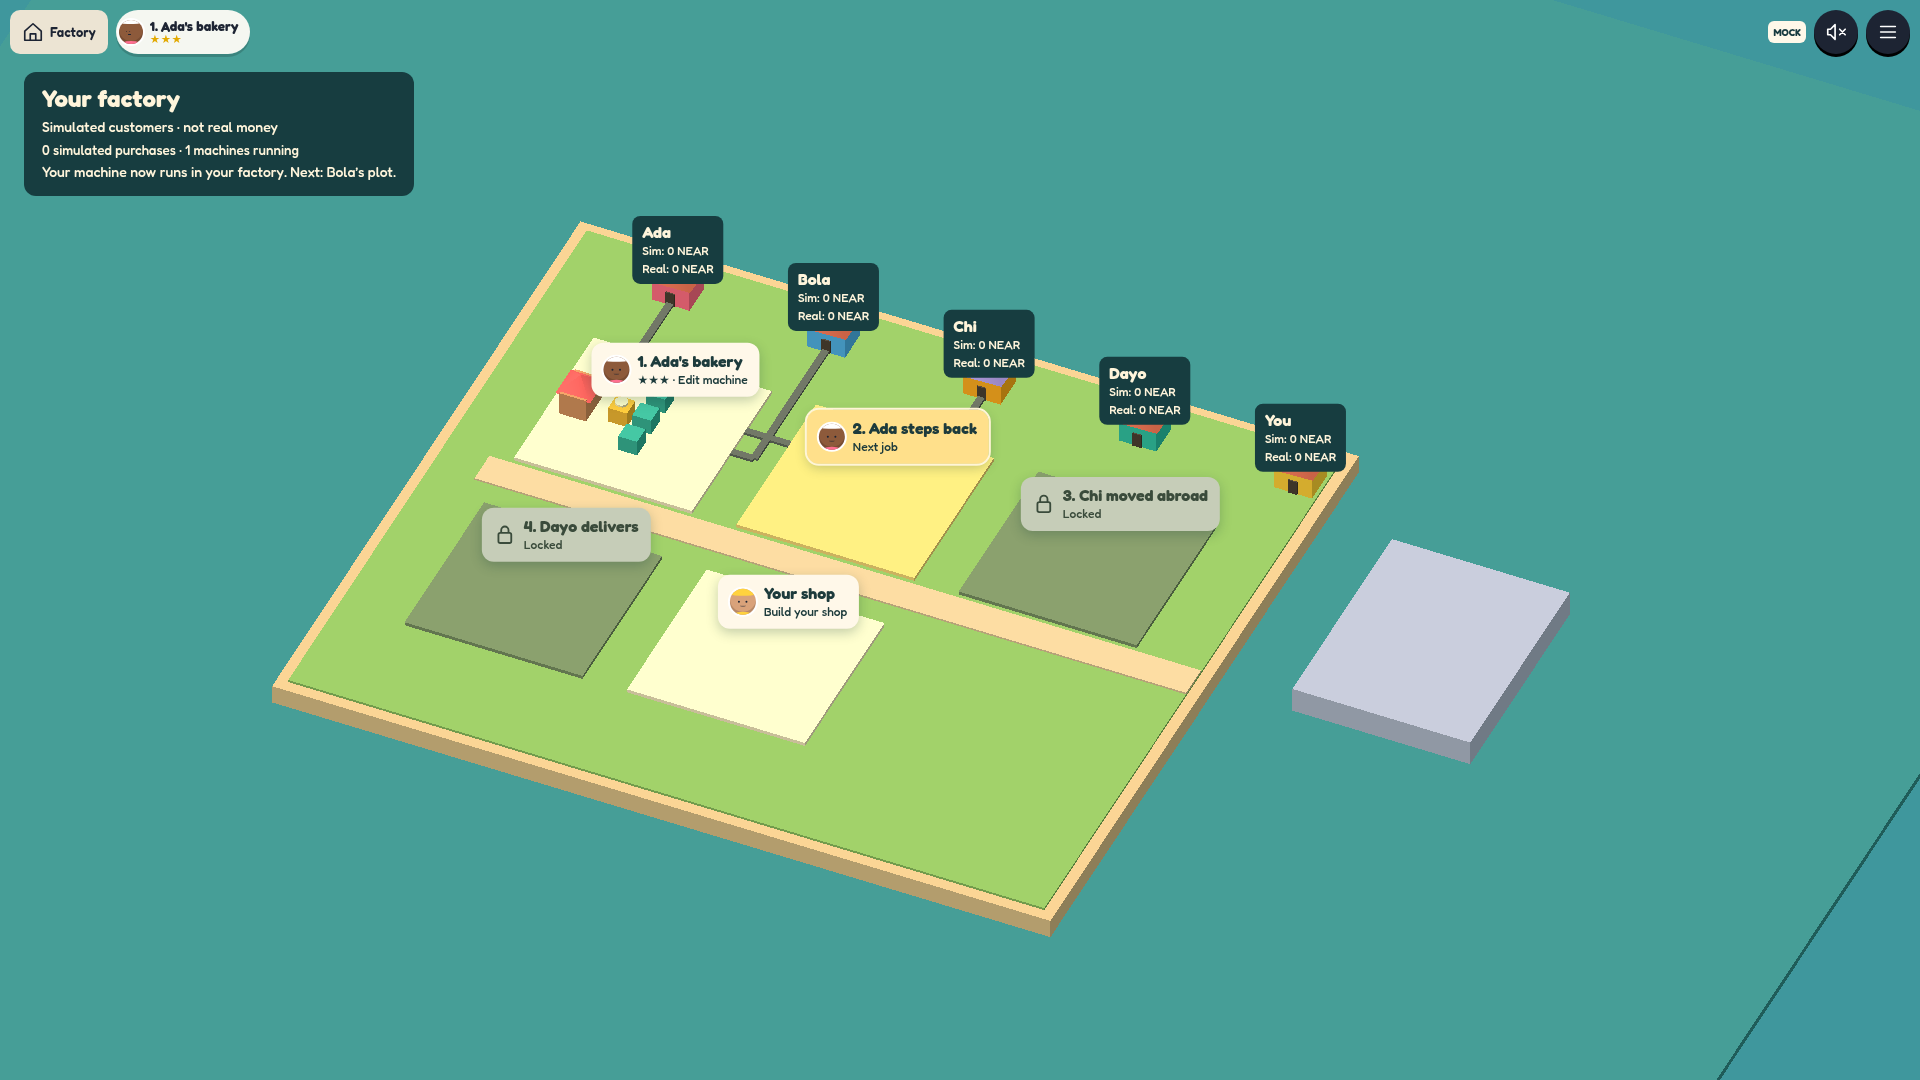 Factory
1. Ada's bakery
★★★
MOCK
Your factory
Simulated customers · not real money
0 simulated purchases · 1 machines running
Your machine now runs in your factory. Next: Bola's plot.
Ada
Sim: 0 NEAR
Real: 0 NEAR
Bola
Sim: 0 NEAR
Real: 0 NEAR
Chi
Sim: 0 NEAR
Real: 0 NEAR
Dayo
Sim: 0 NEAR
Real: 0 NEAR
You
Sim: 0 NEAR
Real: 0 NEAR
1. Ada's bakery
★★★ · Edit machine
2. Ada steps back
Next job
3. Chi moved abroad
Locked
4. Dayo delivers
Locked
Your shop
Build your shop